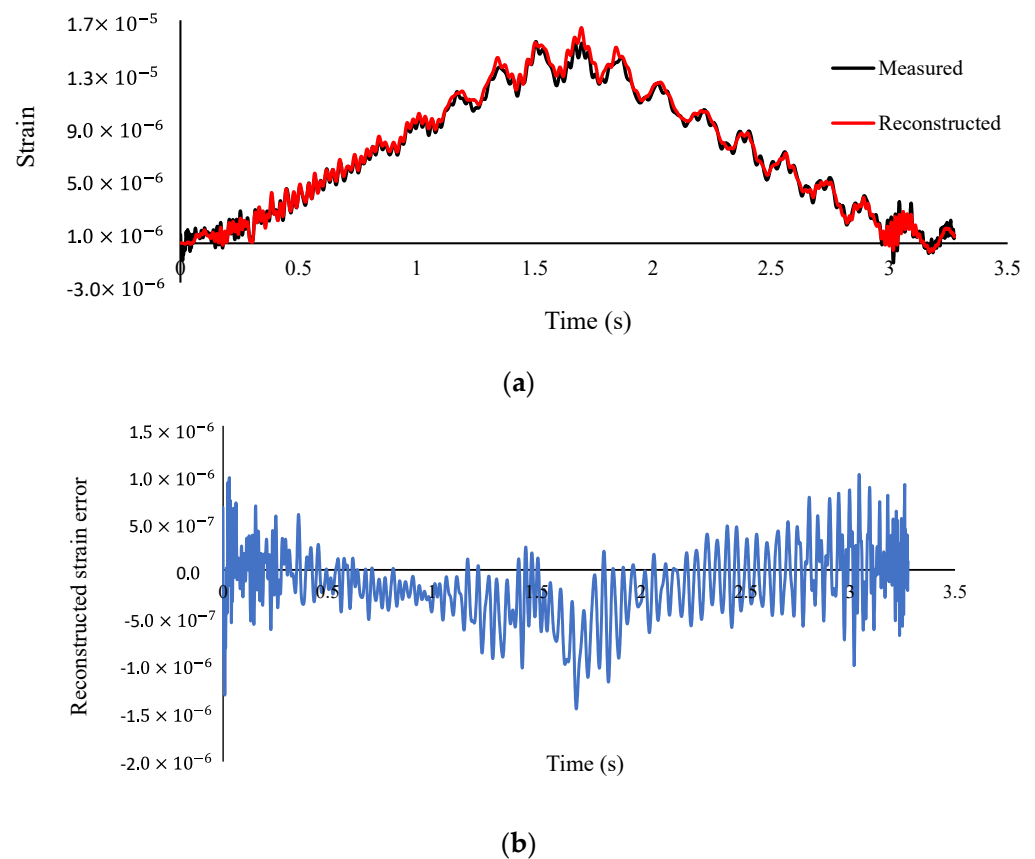 1.7× 10⁻⁵
1.3× 10⁻⁵
9.0 × 10⁻⁶
5.0 × 10⁻⁶
1.0 × 10⁻⁶
-3.0× 10⁻⁶
Strain
Measured
Reconstructed
0 0.5 1 1.5 2 2.5 3 3.5
Time (s)
(a)
1.5 × 10⁻⁶
1.0 × 10⁻⁶
5.0 × 10⁻⁷
0.0
-5.0 × 10⁻⁷
-1.0 × 10⁻⁶
-1.5 × 10⁻⁶
-2.0 × 10⁻⁶
Reconstructed strain error
0 0.5 1 1.5 2 2.5 3 3.5
Time (s)
(b)